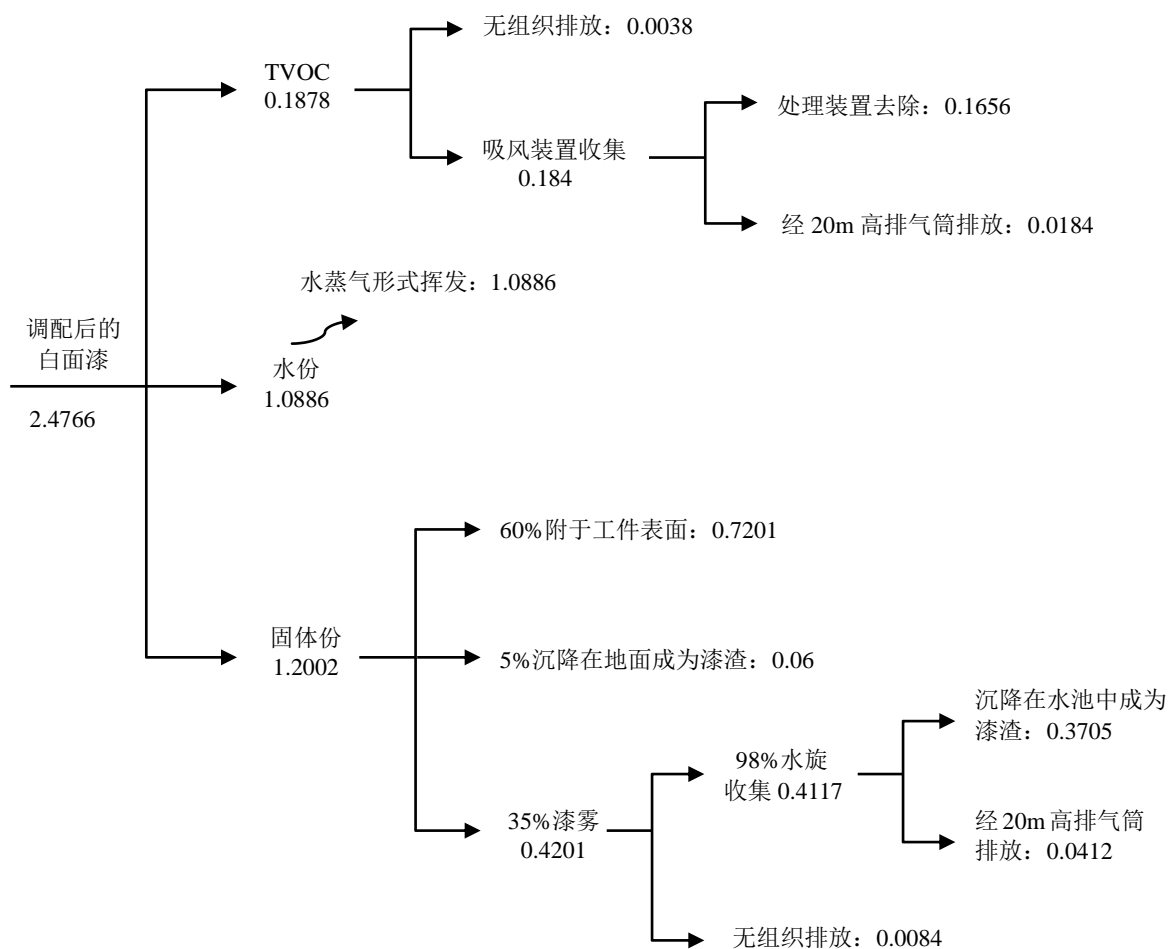 无组织排放：0.0038
TVOC
0.1878
处理装置去除：0.1656
吸风装置收集
0.184
经 20m 高排气筒排放：0.0184
水蒸气形式挥发：1.0886
调配后的
白面漆
2.4766
水份
1.0886
60%附于工件表面：0.7201
固体份
1.2002
5%沉降在地面成为漆渣：0.06
沉降在水池中成为
漆渣：0.3705
98%水旋
收集 0.4117
35%漆雾
0.4201
经 20m 高排气筒
排放：0.0412
无组织排放：0.0084